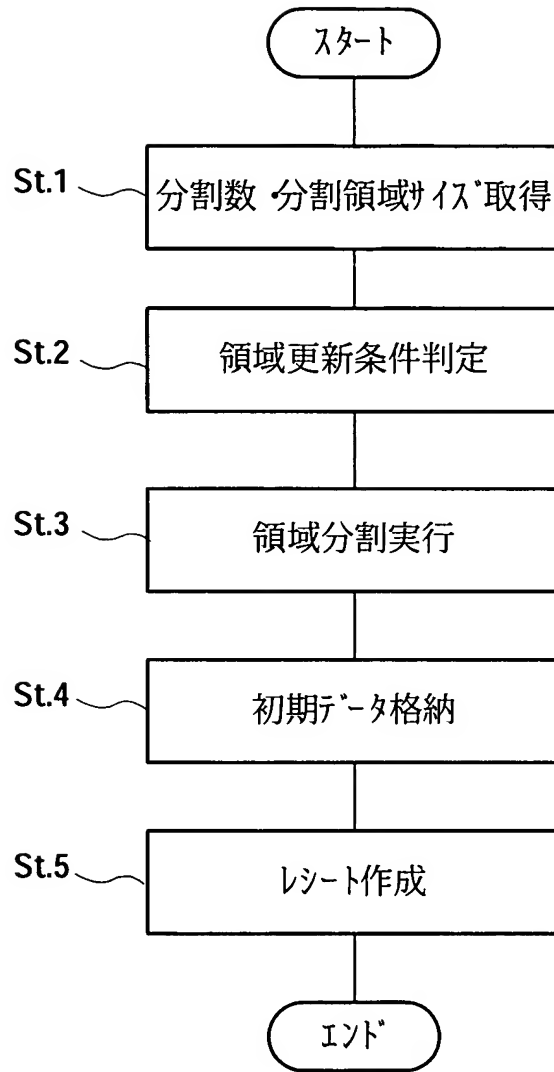 スタート
St.1 分割数・分割領域サイズ取得
St.2 領域更新条件判定
St.3 領域分割実行
St.4 初期データ格納
St.5 レシート作成
エンド